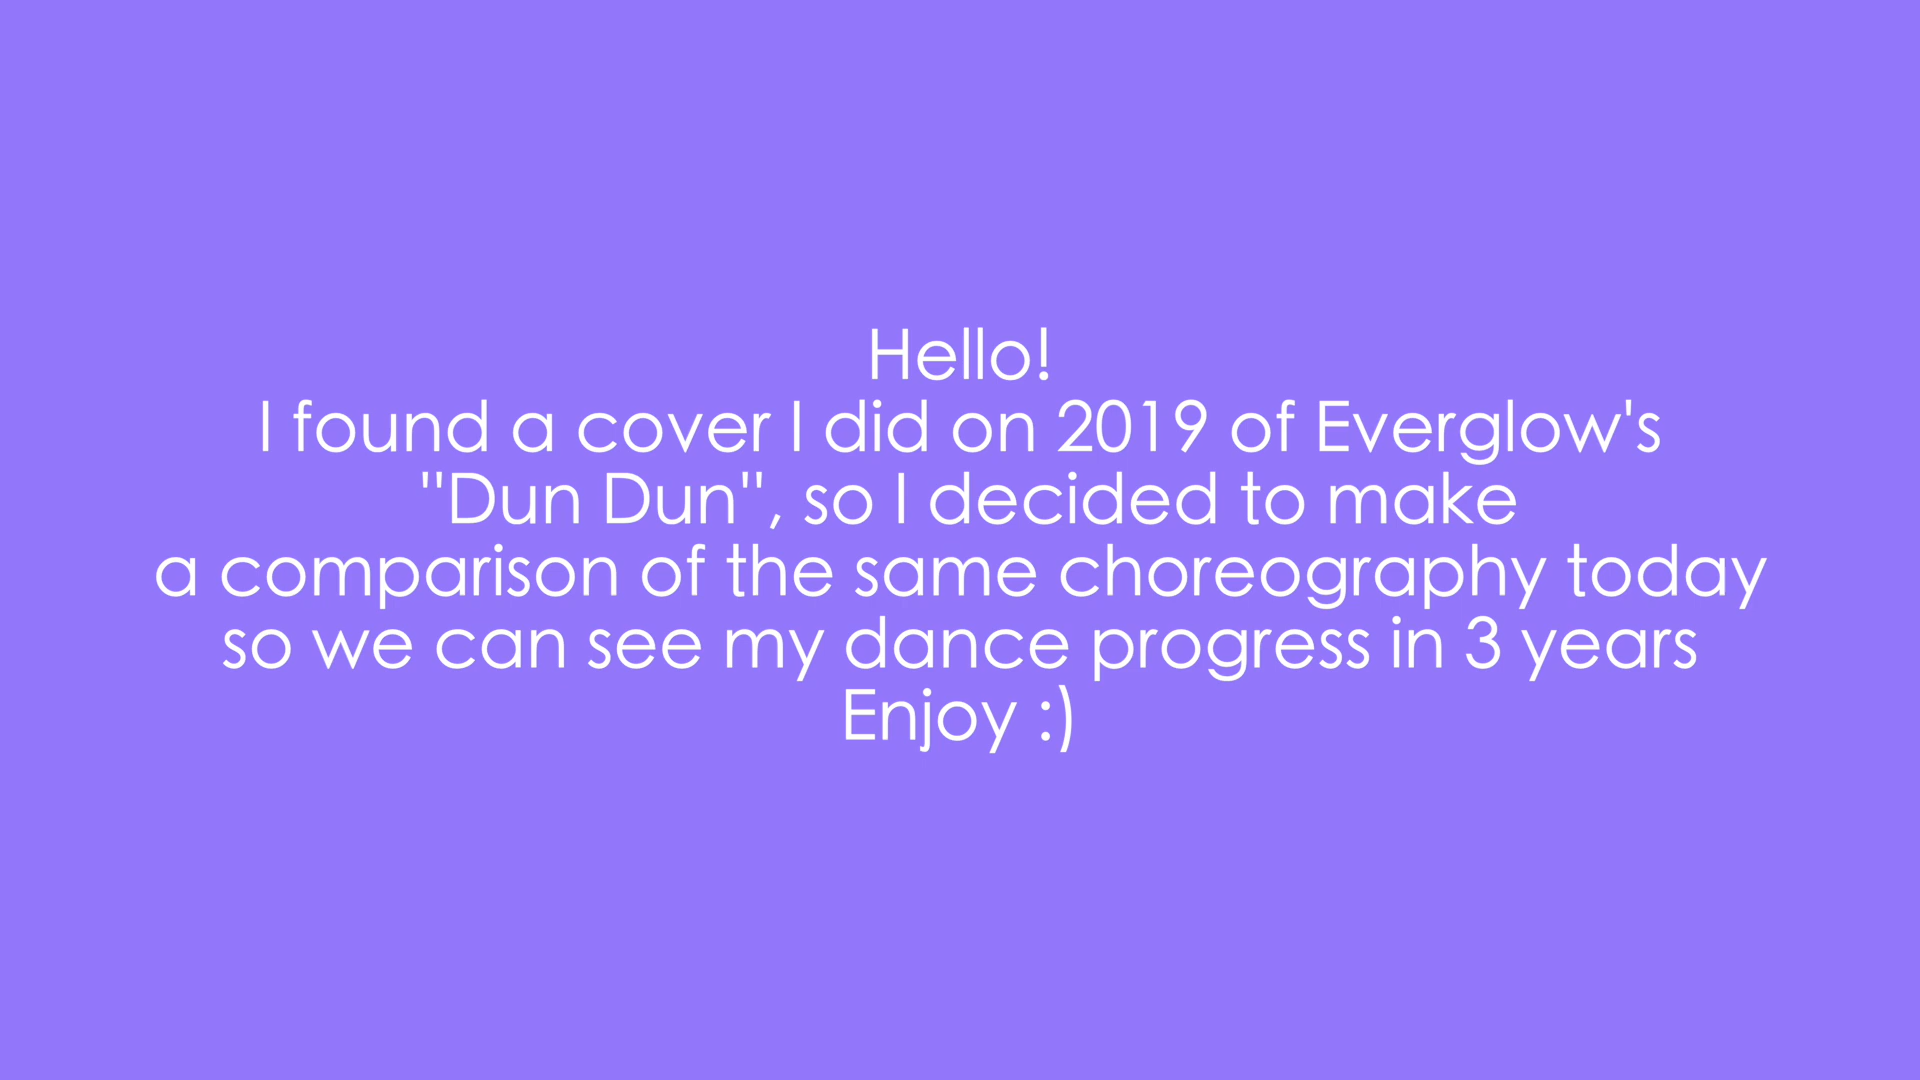 Hello!
I found a cover I did on 2019 of Everglow's
"Dun Dun", so I decided to make
a comparison of the same choreography today
so we can see my dance progress in 3 years
Enjoy :)